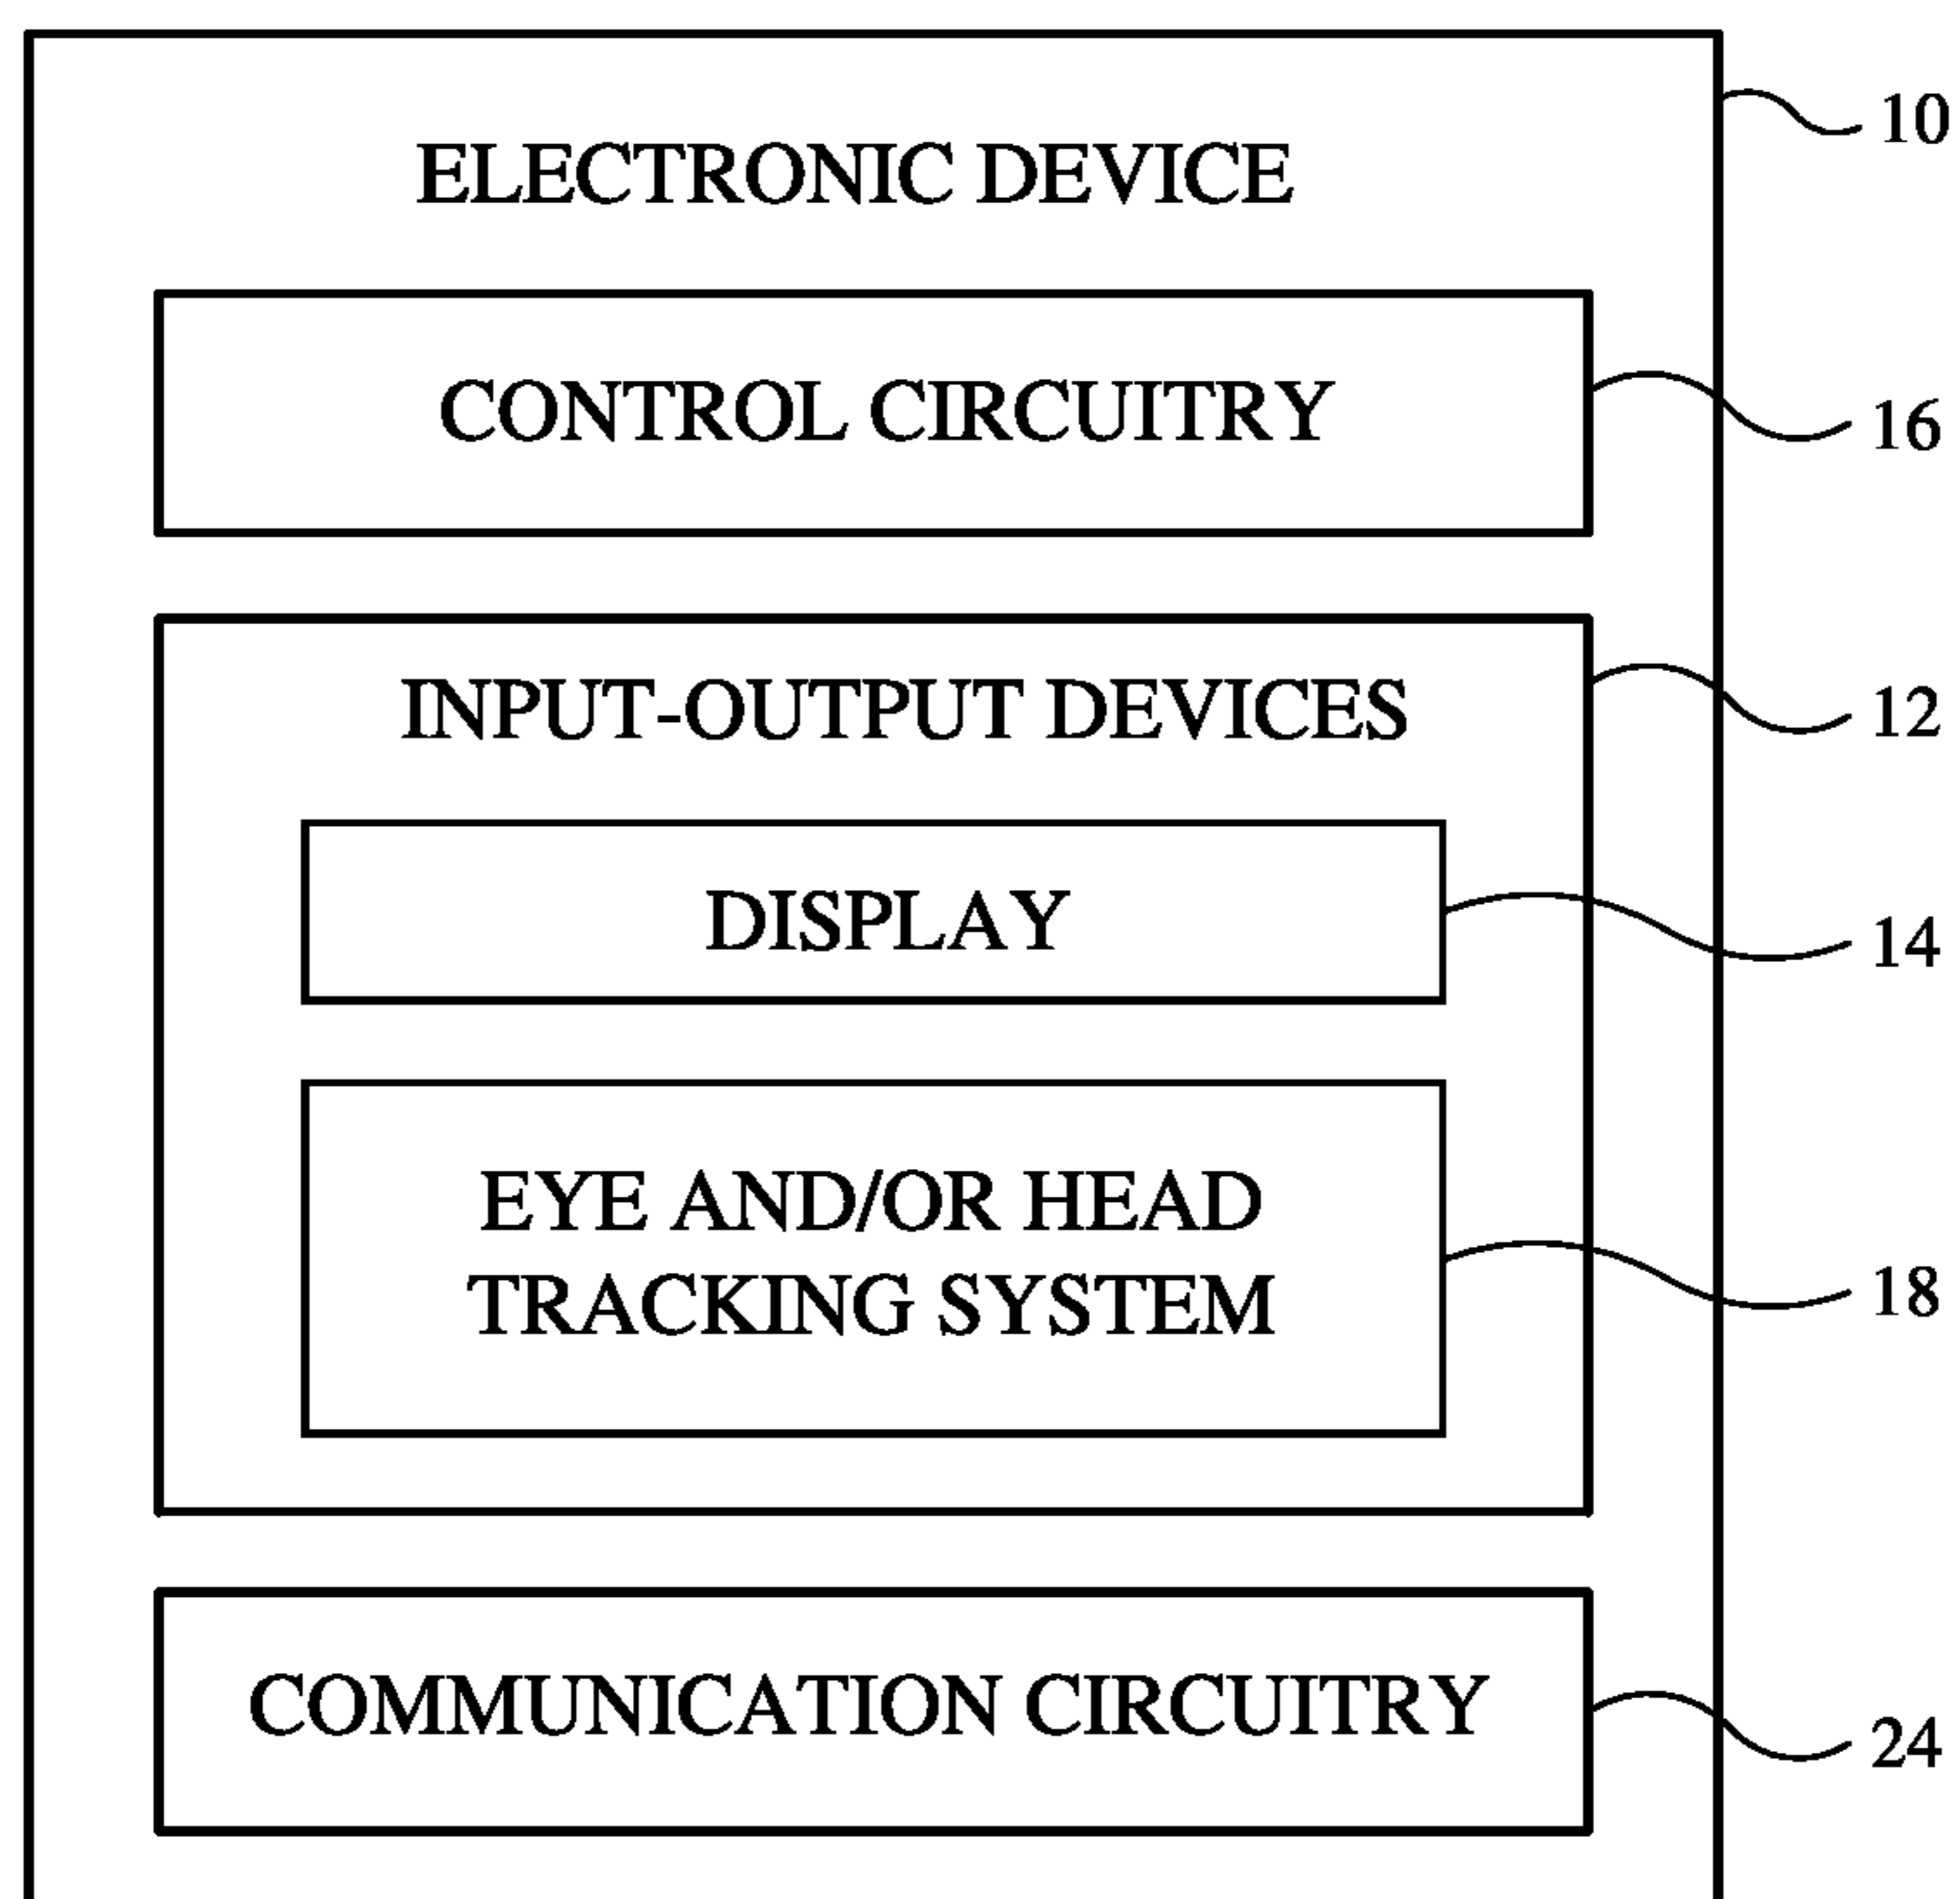 ELECTRONIC DEVICE
10
CONTROL CIRCUITRY
16
INPUT-OUTPUT DEVICES
12
DISPLAY
14
EYE AND/OR HEAD
TRACKING SYSTEM
18
COMMUNICATION CIRCUITRY
24